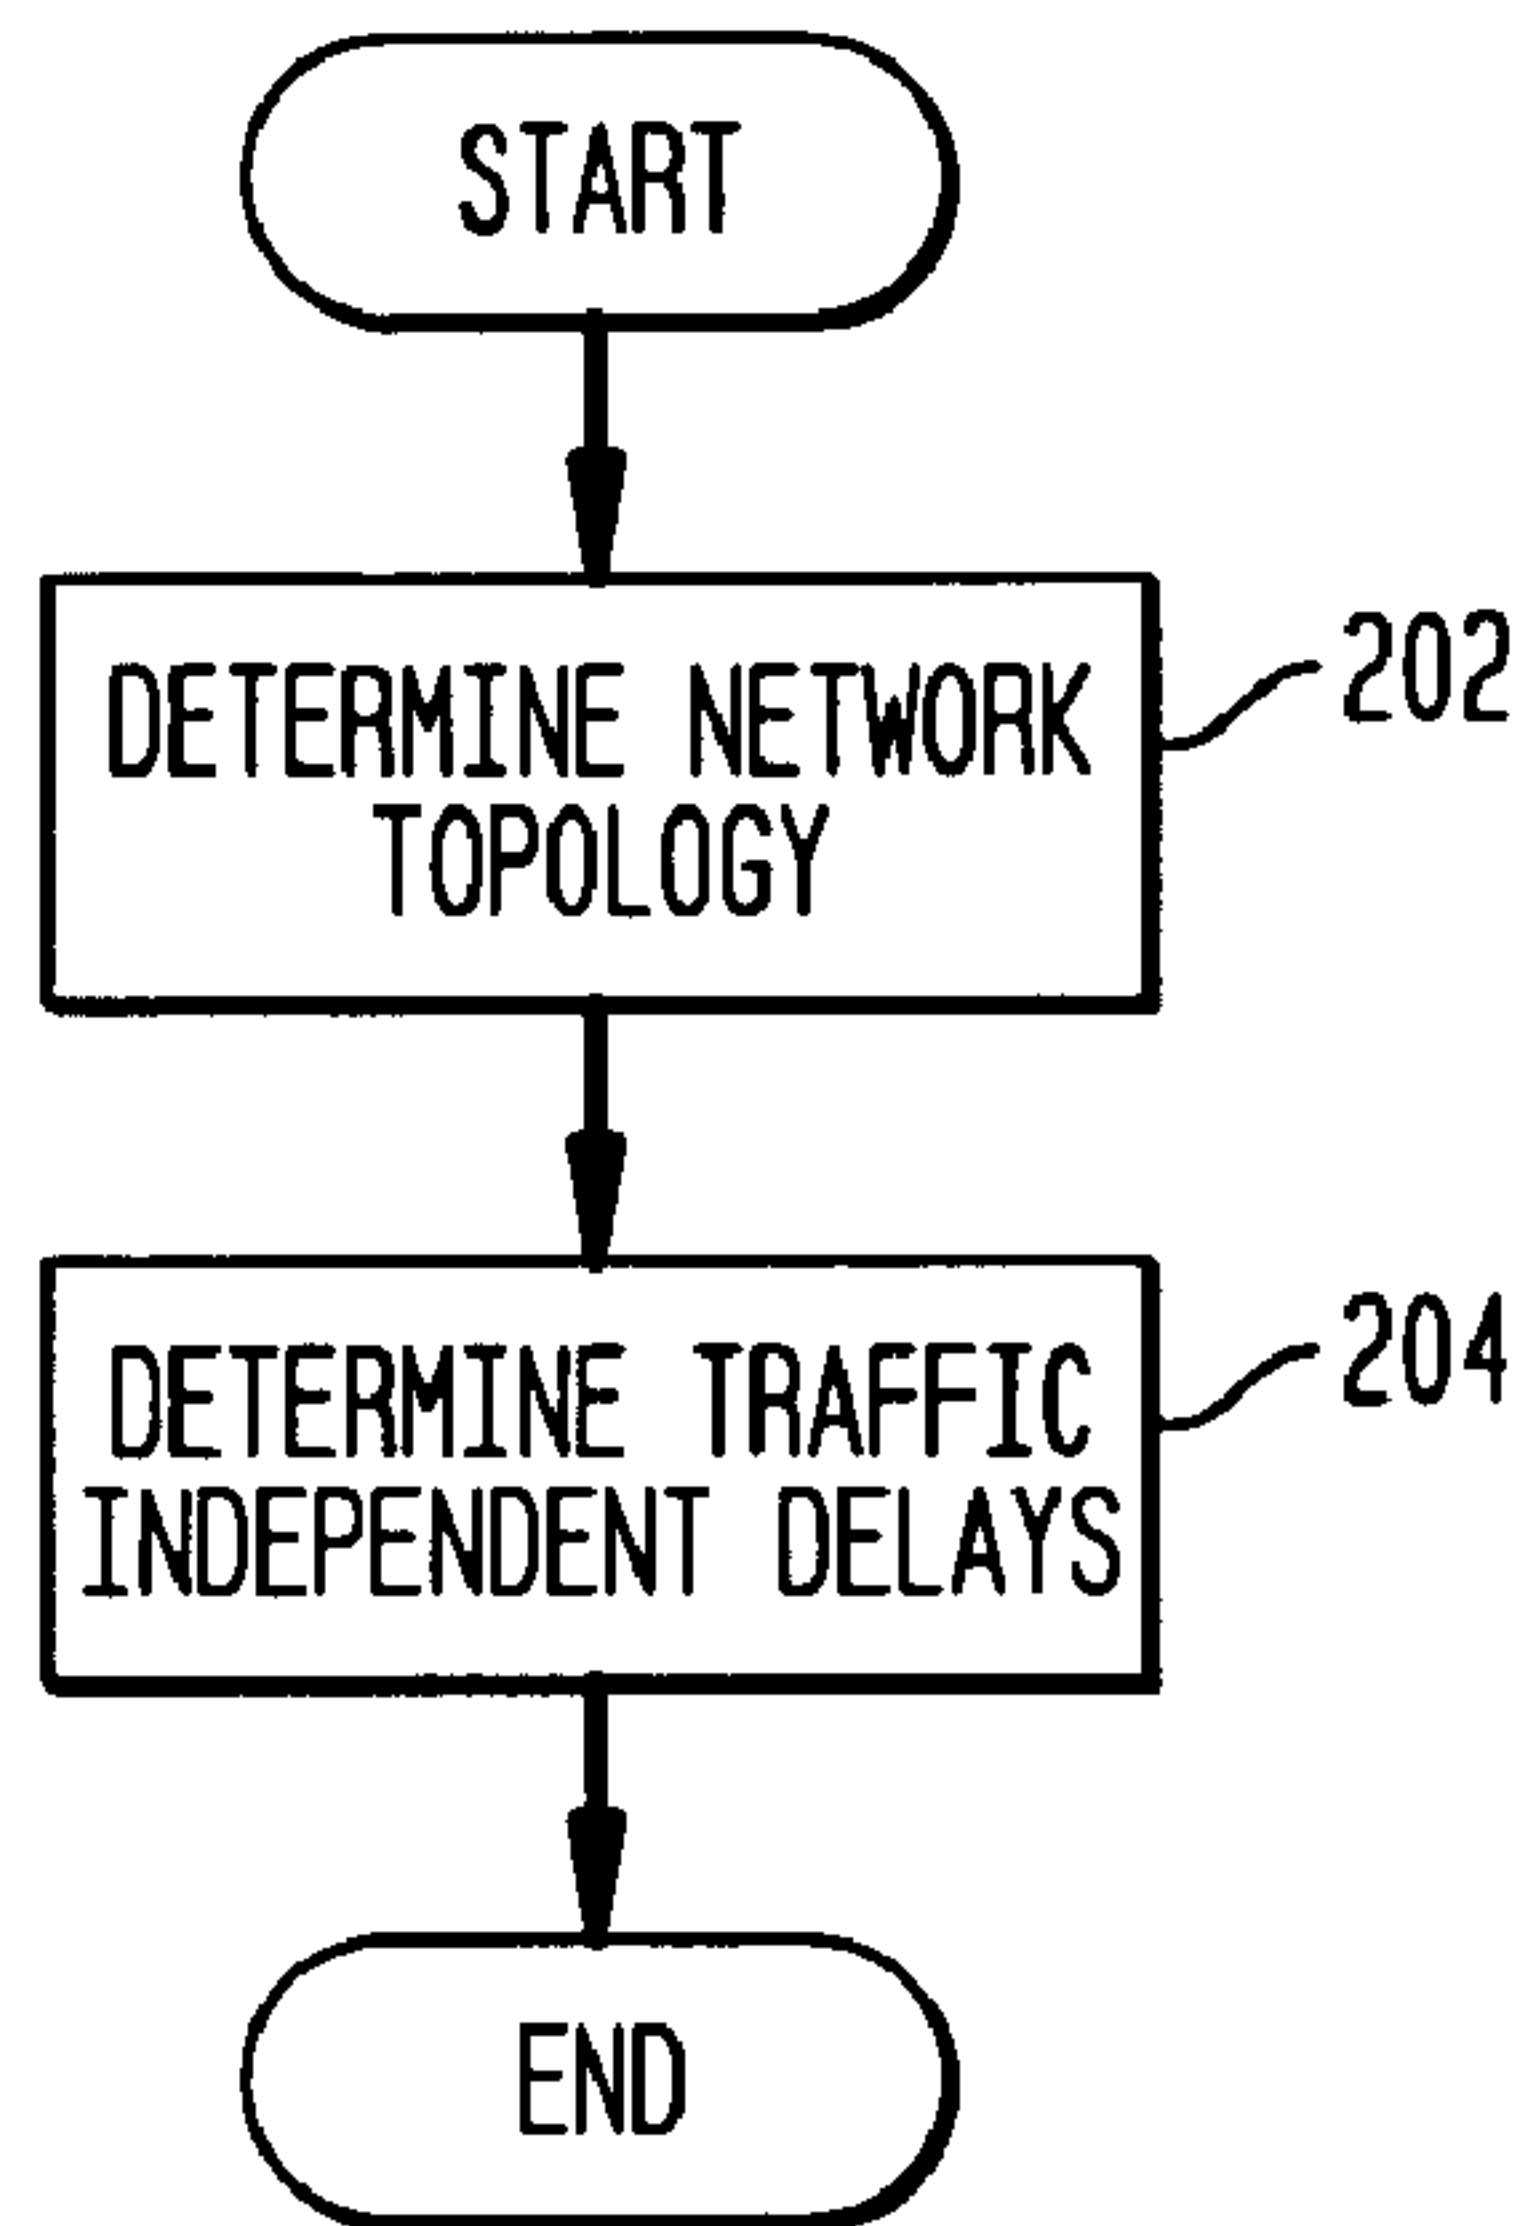 START
DETERMINE NETWORK
TOPOLOGY
202
DETERMINE TRAFFIC
INDEPENDENT DELAYS
204
END